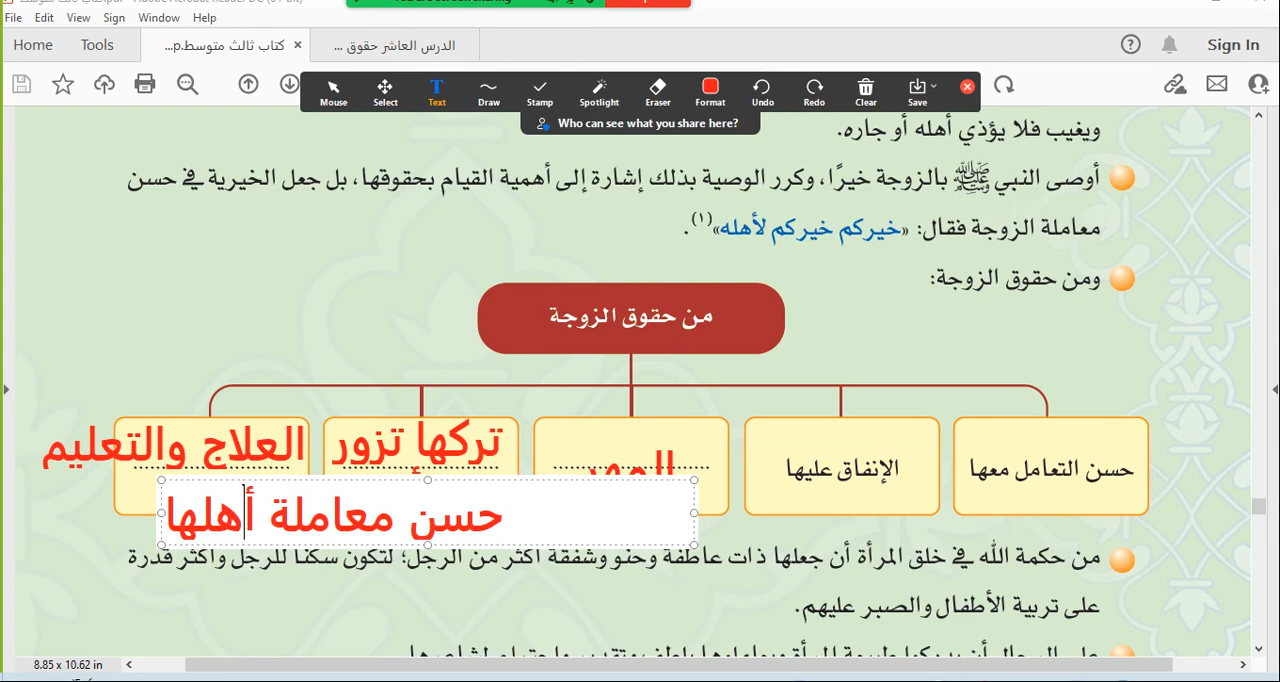 File Edit View Sign Window Help
Home Tools كتاب ثالث متوسط.p... × الدرس العاشر حقوق ... Sign In
Mouse Select Text Draw Stamp Spotlight Eraser Format Undo Redo Clear Save
Who can see what you share here?
ويغيب فلا يؤذي أهله أو جاره.
أوصى النبي ﷺ بالزوجة خيرًا، وكرر الوصية بذلك إشارة إلى أهمية القيام بحقوقها، بل جعل الخيرية في حسن
معاملة الزوجة فقال: «خيركم خيركم لأهله»(١).
ومن حقوق الزوجة:
من حقوق الزوجة
حسن التعامل معها
الإنفاق عليها
المهر
تركها تزور
العلاج والتعليم
حسن معاملة أهلها
من حكمة الله في خلق المرأة أن جعلها ذات عاطفة وحنو وشفقة أكثر من الرجل؛ لتكون سكنًا للرجل وأكثر قدرة
على تربية الأطفال والصبر عليهم.
8.85 x 10.62 in